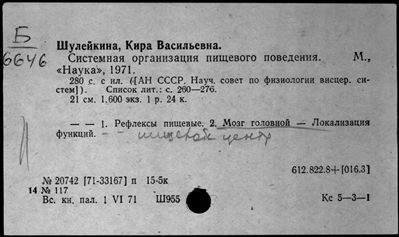 Б
6646
Шулейкина, Кира Васильевна.
Системная организация пищевого поведения. М.,
«Наука», 1971.
280 с. с ил. ([АН СССР. Науч. совет по физиологии висцер. си-
стем]). Список лит.: с. 260—276.
21 см. 1.600 экз. 1 р. 24 к.
— — 1. Рефлексы пищевые. 2. Мозг головной — Локализация
функций. - - пищевой центр
612.822.8+[016.3]
№ 20742 [71-33167] п 15-5к
14 № 117
Вс. кн. пал. 1 VI 71 Ш955 Кс 5—3—1